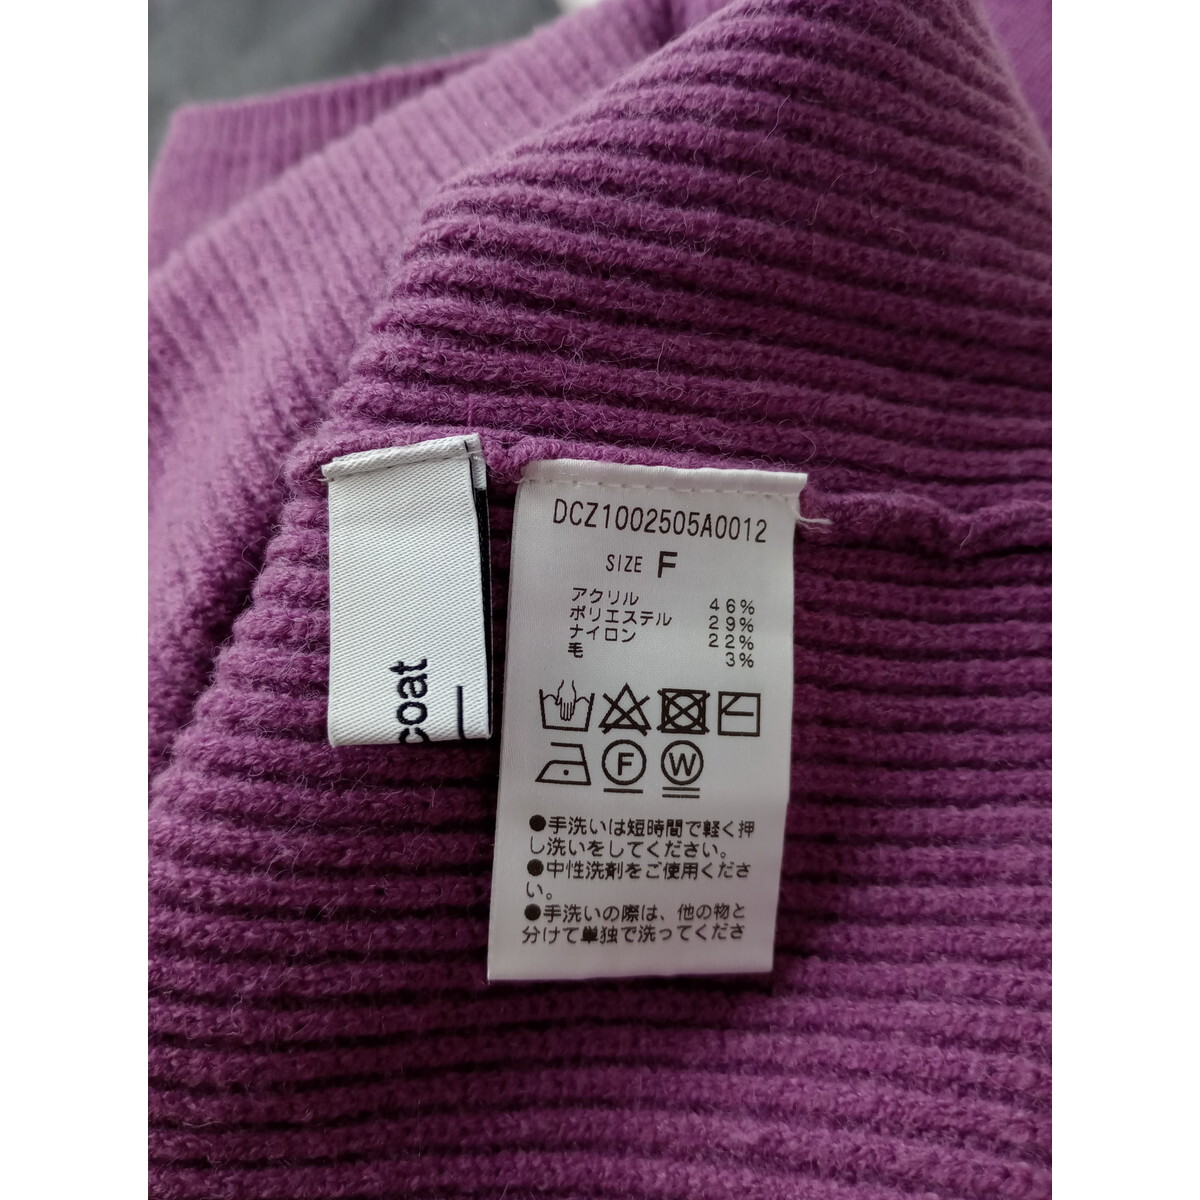 coat
DCZ1002505A0012
SIZE F
アクリル 46%
ポリエステル 29%
ナイロン 22%
毛 3%
F W
●手洗いは短時間で軽く押
し洗いをしてください。
●中性洗剤をご使用くださ
い。
●手洗いの際は、他の物と
分けて単独で洗ってくださ